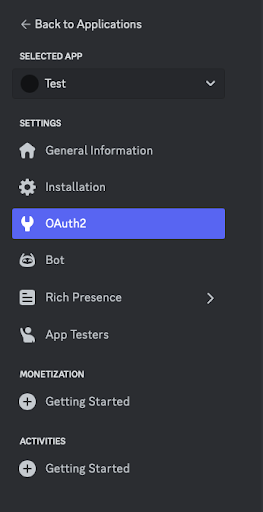 Back to Applications
SELECTED APP
Test
SETTINGS
General Information
Installation
OAuth2
Bot
Rich Presence
App Testers
MONETIZATION
Getting Started
ACTIVITIES
Getting Started